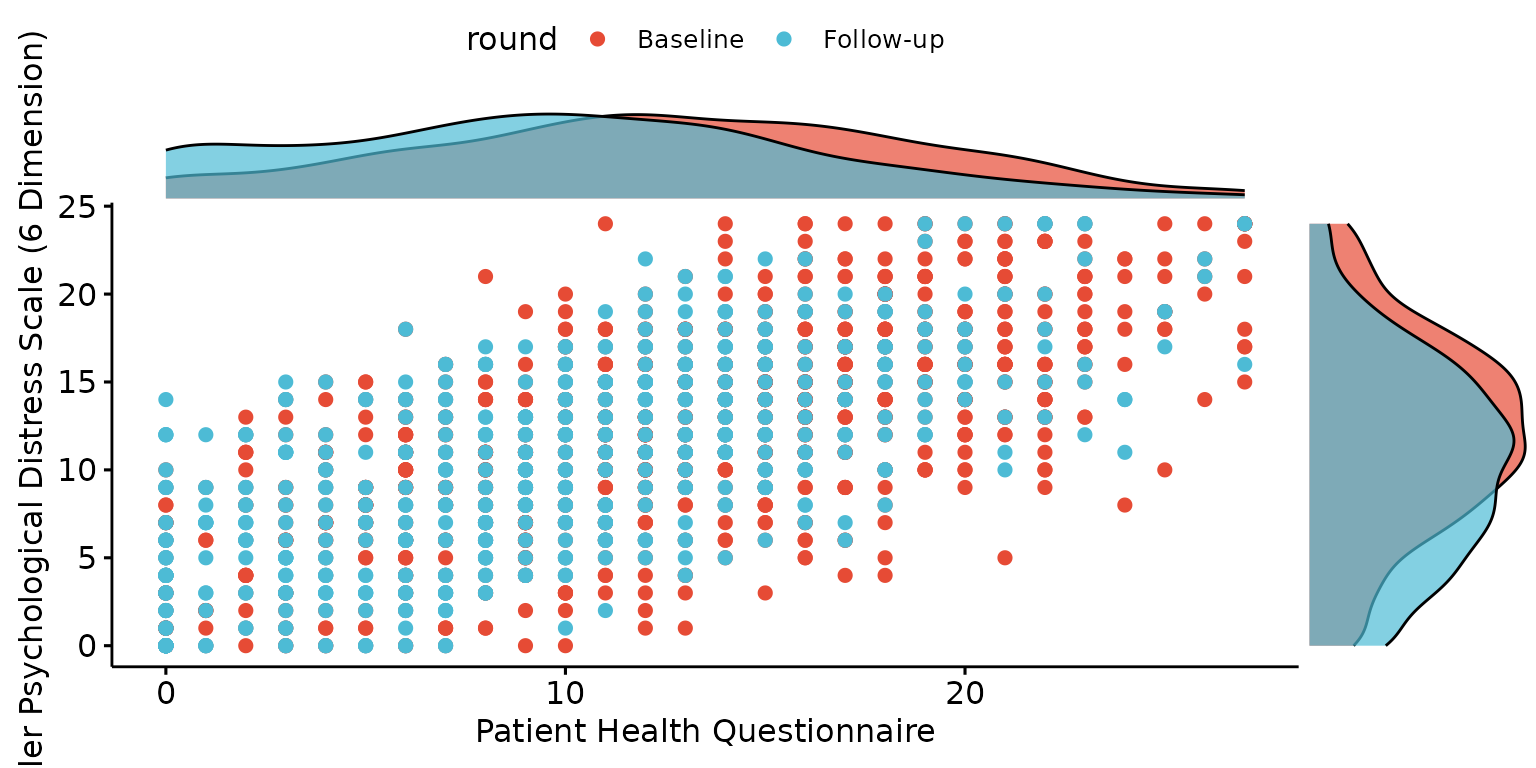 round Baseline Follow-up
Psychological Distress Scale (6 Dimension)
25
20
15
10
5
0
0 10 20
Patient Health Questionnaire